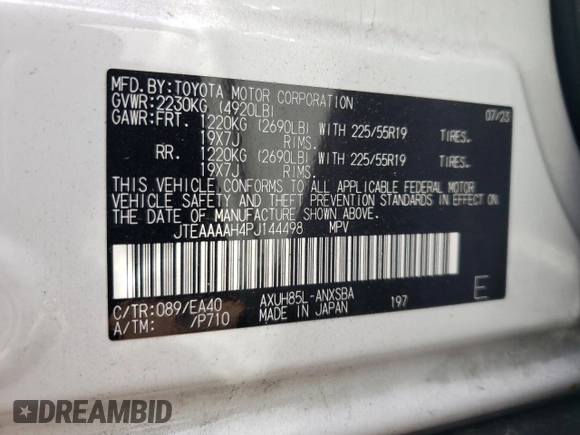 MFD.BY:TOYOTA MOTOR CORPORATION 07/23
GVWR:2230KG (4920LB)
GAWR:FRT. 1220KG (2690LB) WITH 225/55R19 TIRES.
19X7J RIMS.
RR. 1220KG (2690LB) WITH 225/55R19 TIRES.
19X7J RIMS.
THIS VEHICLE CONFORMS TO ALL APPLICABLE FEDERAL MOTOR
VEHICLE SAFETY AND THEFT PREVENTION STANDARDS IN EFFECT ON
THE DATE OF MANUFACTURE SHOWN ABOVE.
JTEAAAAH4PJ144498 MPV
C/TR:089/EA40 AXUH85L-ANXSBA 197 E
A/TM: /P710 MADE IN JAPAN
DREAMBID